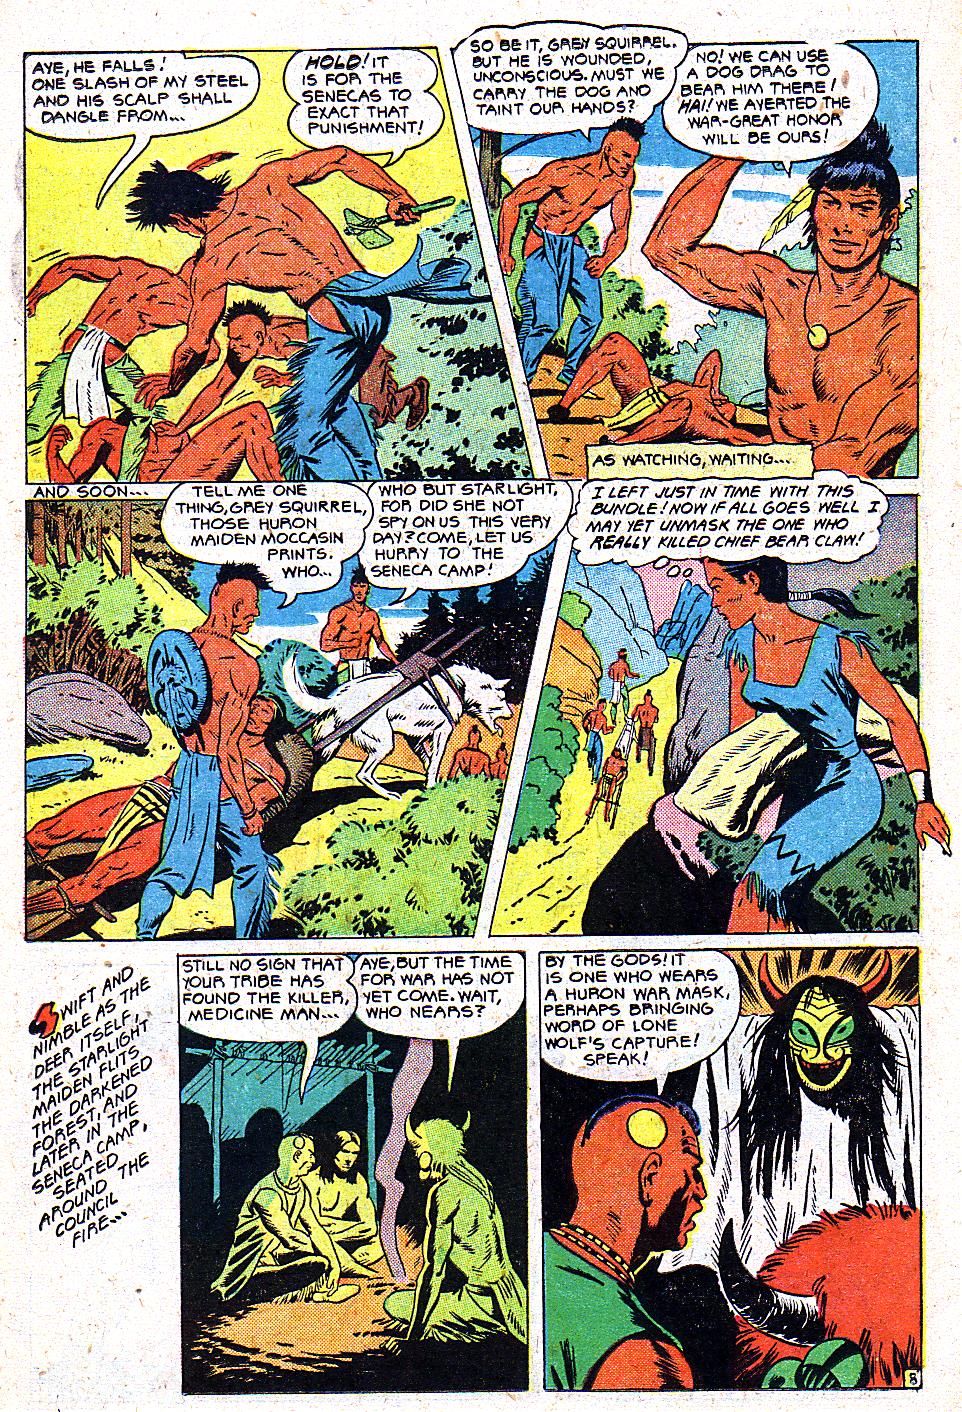 AYE, HE FALLS!
ONE SLASH OF MY STEEL
AND HIS SCALP SHALL
DANGLE FROM...
HOLD! IT
IS FOR THE
SENECAS TO
EXACT THAT
PUNISHMENT!
SO BE IT, GREY SQUIRREL.
BUT HE IS WOUNDED,
UNCONSCIOUS. MUST WE
CARRY THE DOG AND
TAINT OUR HANDS?
NO! WE CAN USE
A DOG DRAG TO
BEAR HIM THERE!
HAI! WE AVERTED THE
WAR-GREAT HONOR
WILL BE OURS!
AS WATCHING, WAITING...
AND SOON...
TELL ME ONE
THING, GREY SQUIRREL,
THOSE HURON
MAIDEN MOCCASIN
PRINTS.
WHO...
WHO BUT STARLIGHT,
FOR DID SHE NOT
SPY ON US THIS VERY
DAY? COME, LET US
HURRY TO THE
SENECA CAMP!
I LEFT JUST IN TIME WITH THIS
BUNDLE! NOW IF ALL GOES WELL I
MAY YET UNMASK THE ONE WHO
REALLY KILLED CHIEF BEAR CLAW!
SWIFT AND
NIMBLE AS THE
DEER ITSELF,
THE STARLIGHT
MAIDEN FLITS
THE DARKENED
FOREST, AND
LATER IN THE
SENECA CAMP,
SEATED
AROUND THE
COUNCIL
FIRE...
STILL NO SIGN THAT
YOUR TRIBE HAS
FOUND THE KILLER,
MEDICINE MAN...
AYE, BUT THE TIME
FOR WAR HAS NOT
YET COME. WAIT,
WHO NEARS?
BY THE GODS! IT
IS ONE WHO WEARS
A HURON WAR MASK,
PERHAPS BRINGING
WORD OF LONE
WOLF'S CAPTURE!
SPEAK!
8